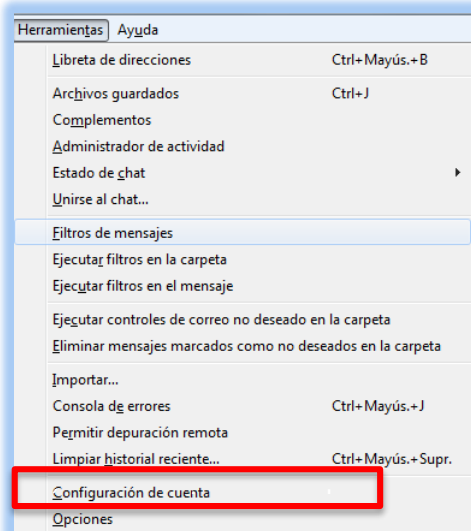 Herramientas Ayuda
Libreta de direcciones Ctrl+Mayús.+B
Archivos guardados Ctrl+J
Complementos
Administrador de actividad
Estado de chat
Unirse al chat...
Filtros de mensajes
Ejecutar filtros en la carpeta
Ejecutar filtros en el mensaje
Ejecutar controles de correo no deseado en la carpeta
Eliminar mensajes marcados como no deseados en la carpeta
Importar...
Consola de errores Ctrl+Mayús.+J
Permitir depuración remota
Limpiar historial reciente... Ctrl+Mayús.+Supr.
Configuración de cuenta
Opciones